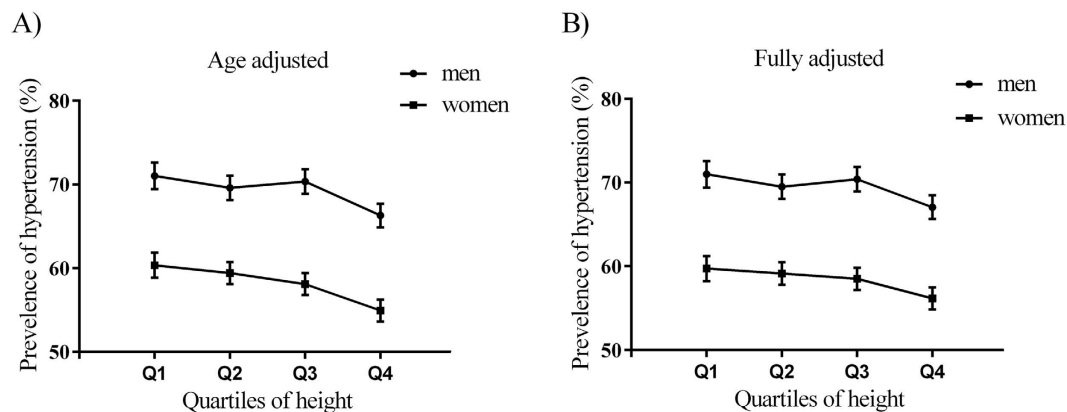 A)
Age adjusted
men
women
Prevelence of hypertension (%)
80
70
60
50
Q1 Q2 Q3 Q4
Quartiles of height
B)
Fully adjusted
men
women
Prevelence of hypertension (%)
80
70
60
50
Q1 Q2 Q3 Q4
Quartiles of height